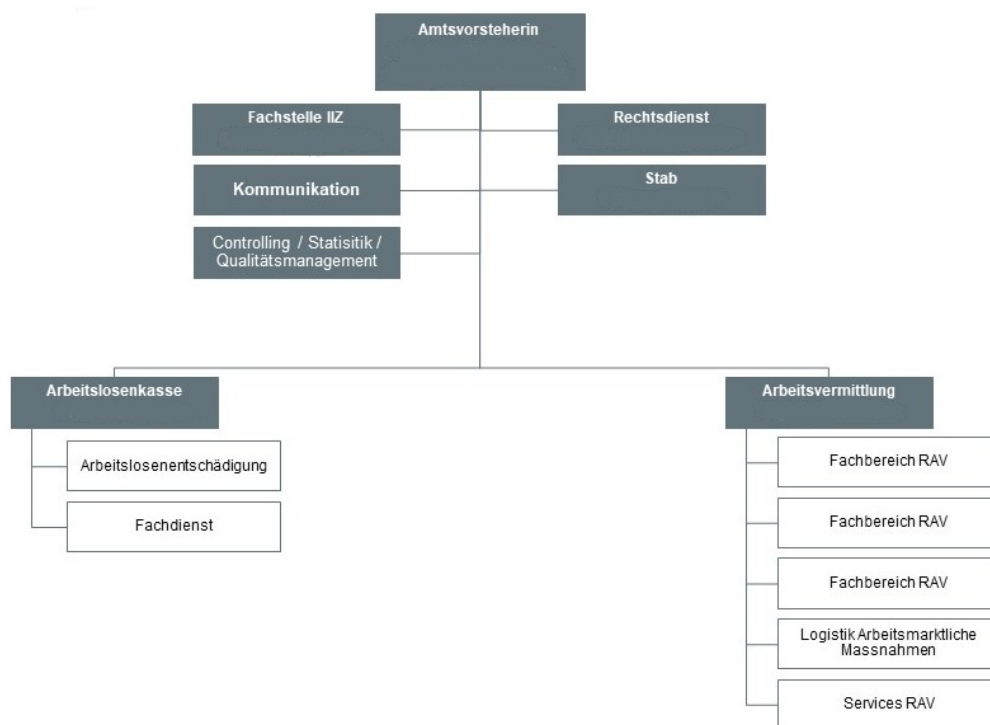 Amtsvorsteherin
Fachstelle IIZ
Rechtsdienst
Kommunikation
Stab
Controlling / Statisitik /
Qualitätsmanagement
Arbeitslosenkasse
Arbeitslosenentschädigung
Fachdienst
Arbeitsvermittlung
Fachbereich RAV
Fachbereich RAV
Fachbereich RAV
Logistik Arbeitsmarktliche
Massnahmen
Services RAV